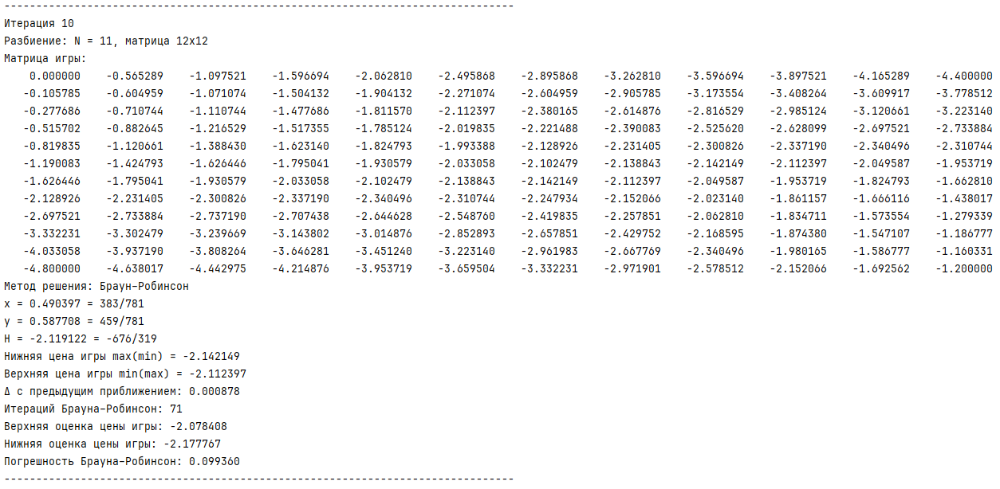 --------------------------------------------------------------------------------
Итерация 10
Разбиение: N = 11, матрица 12x12
Матрица игры:
0.000000 -0.565289 -1.097521 -1.596694 -2.062810 -2.495868 -2.895868 -3.262810 -3.596694 -3.897521 -4.165289 -4.400000
-0.105785 -0.604959 -1.071074 -1.504132 -1.904132 -2.271074 -2.604959 -2.905785 -3.173554 -3.408264 -3.609917 -3.778512
-0.277686 -0.710744 -1.110744 -1.477686 -1.811570 -2.112397 -2.380165 -2.614876 -2.816529 -2.985124 -3.120661 -3.223140
-0.515702 -0.882645 -1.216529 -1.517355 -1.785124 -2.019835 -2.221488 -2.390083 -2.525620 -2.628099 -2.697521 -2.733884
-0.819835 -1.120661 -1.388430 -1.623140 -1.824793 -1.993388 -2.128926 -2.231405 -2.300826 -2.337190 -2.340496 -2.310744
-1.190083 -1.424793 -1.626446 -1.795041 -1.930579 -2.033058 -2.102479 -2.138843 -2.142149 -2.112397 -2.049587 -1.953719
-1.626446 -1.795041 -1.930579 -2.033058 -2.102479 -2.138843 -2.142149 -2.112397 -2.049587 -1.953719 -1.824793 -1.662810
-2.128926 -2.231405 -2.300826 -2.337190 -2.340496 -2.310744 -2.247934 -2.152066 -2.023140 -1.861157 -1.666116 -1.438017
-2.697521 -2.733884 -2.737190 -2.707438 -2.644628 -2.548760 -2.419835 -2.257851 -2.062810 -1.834711 -1.573554 -1.279339
-3.332231 -3.302479 -3.239669 -3.143802 -3.014876 -2.852893 -2.657851 -2.429752 -2.168595 -1.874380 -1.547107 -1.186777
-4.033058 -3.937190 -3.808264 -3.646281 -3.451240 -3.223140 -2.961983 -2.667769 -2.340496 -1.980165 -1.586777 -1.160331
-4.800000 -4.638017 -4.442975 -4.214876 -3.953719 -3.659504 -3.332231 -2.971901 -2.578512 -2.152066 -1.692562 -1.200000
Метод решения: Браун-Робинсон
x = 0.490397 = 383/781
y = 0.587708 = 459/781
H = -2.119122 = -676/319
Нижняя цена игры max(min) = -2.142149
Верхняя цена игры min(max) = -2.112397
Δ с предыдущим приближением: 0.000878
Итераций Брауна-Робинсон: 71
Верхняя оценка цены игры: -2.078408
Нижняя оценка цены игры: -2.177767
Погрешность Брауна-Робинсон: 0.099360
--------------------------------------------------------------------------------